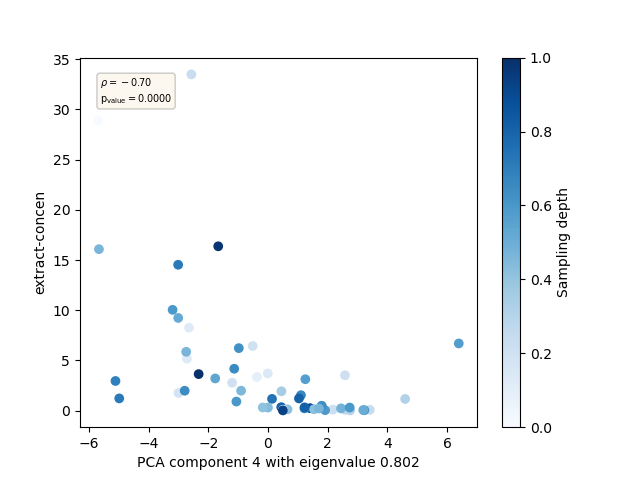 35
30
25
20
15
10
5
0
extract-concen
ρ = −0.70
pvalue = 0.0000
−6 −4 −2 0 2 4 6
PCA component 4 with eigenvalue 0.802
1.0
0.8
0.6
0.4
0.2
0.0
Sampling depth